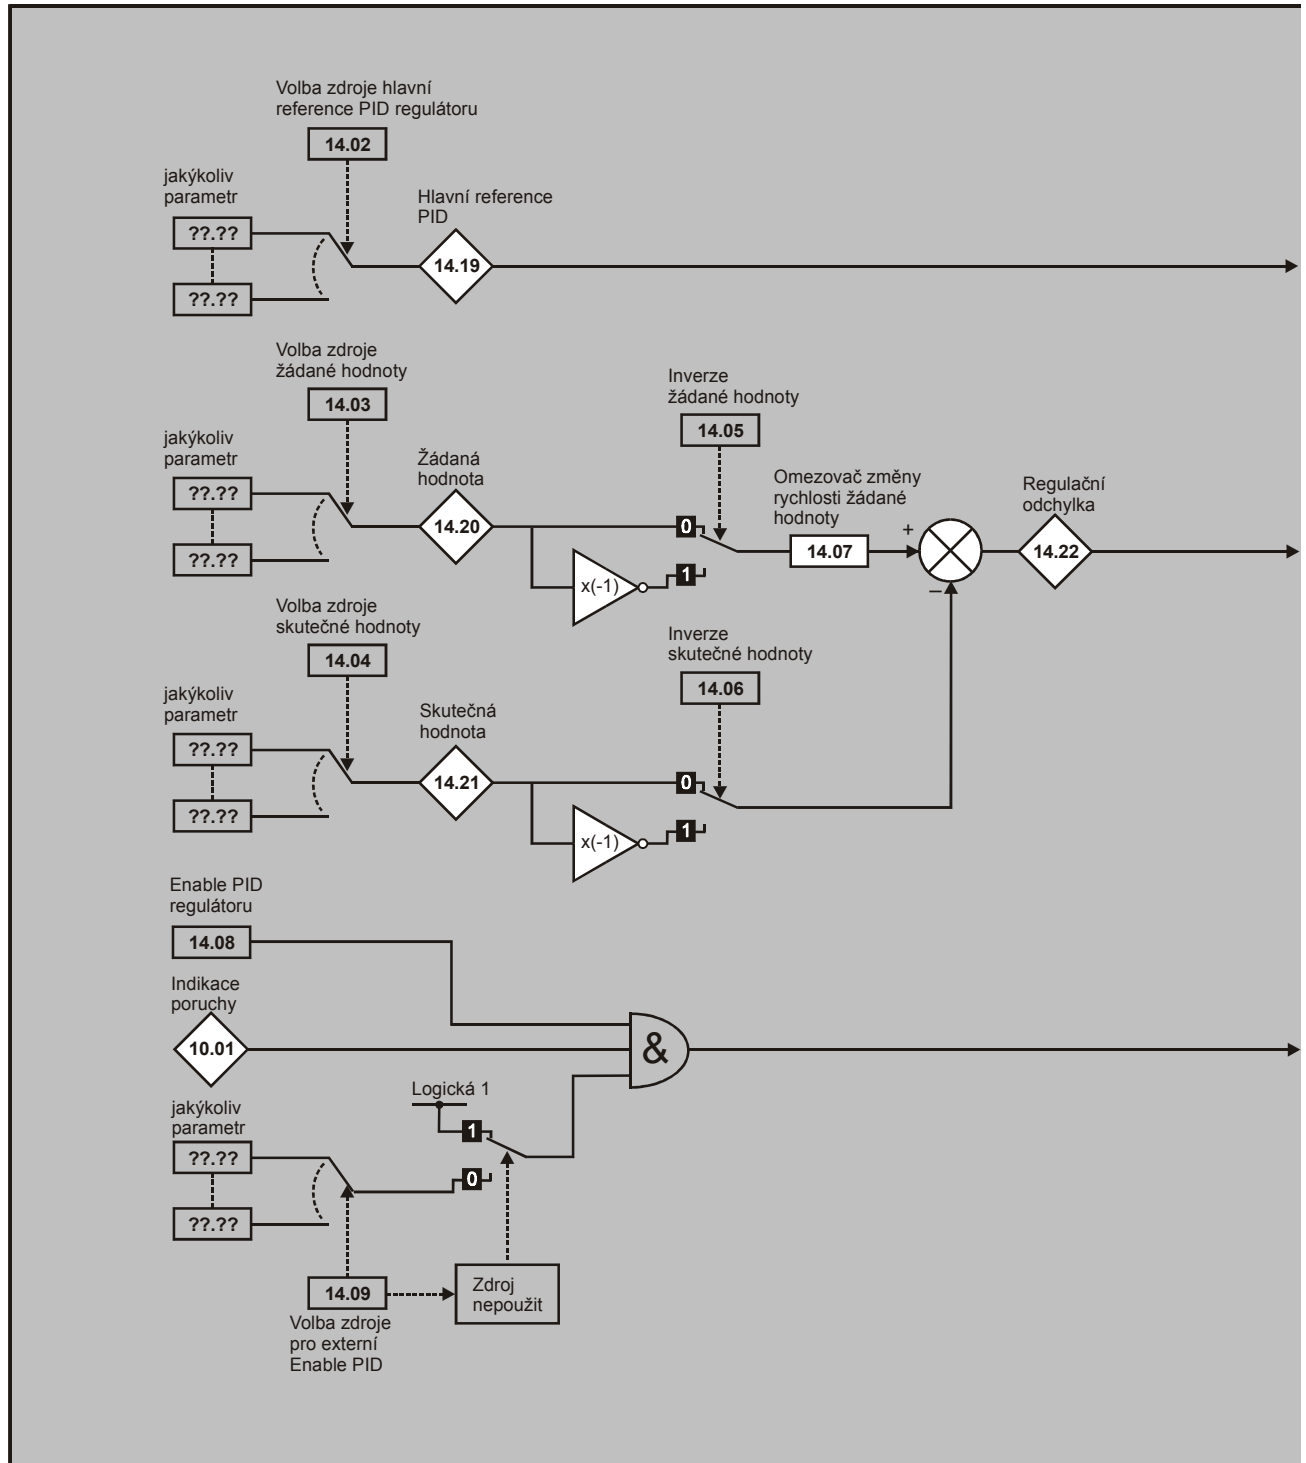 Volba zdroje hlavní
reference PID regulátoru
14.02
jakýkoliv
parametr
??.??
??.??
Hlavní reference
PID
14.19
Volba zdroje
žádané hodnoty
14.03
jakýkoliv
parametr
??.??
??.??
Žádaná
hodnota
14.20
x(-1)
Inverze
žádané hodnoty
14.05
0
1
Omezovač změny
rychlosti žádané
hodnoty
14.07
+
–
Regulační
odchylka
14.22
Volba zdroje
skutečné hodnoty
14.04
jakýkoliv
parametr
??.??
??.??
Skutečná
hodnota
14.21
x(-1)
Inverze
skutečné hodnoty
14.06
0
1
Enable PID
regulátoru
14.08
Indikace
poruchy
10.01
&
Logická 1
1
0
jakýkoliv
parametr
??.??
??.??
14.09
Volba zdroje
pro externí
Enable PID
Zdroj
nepoužit